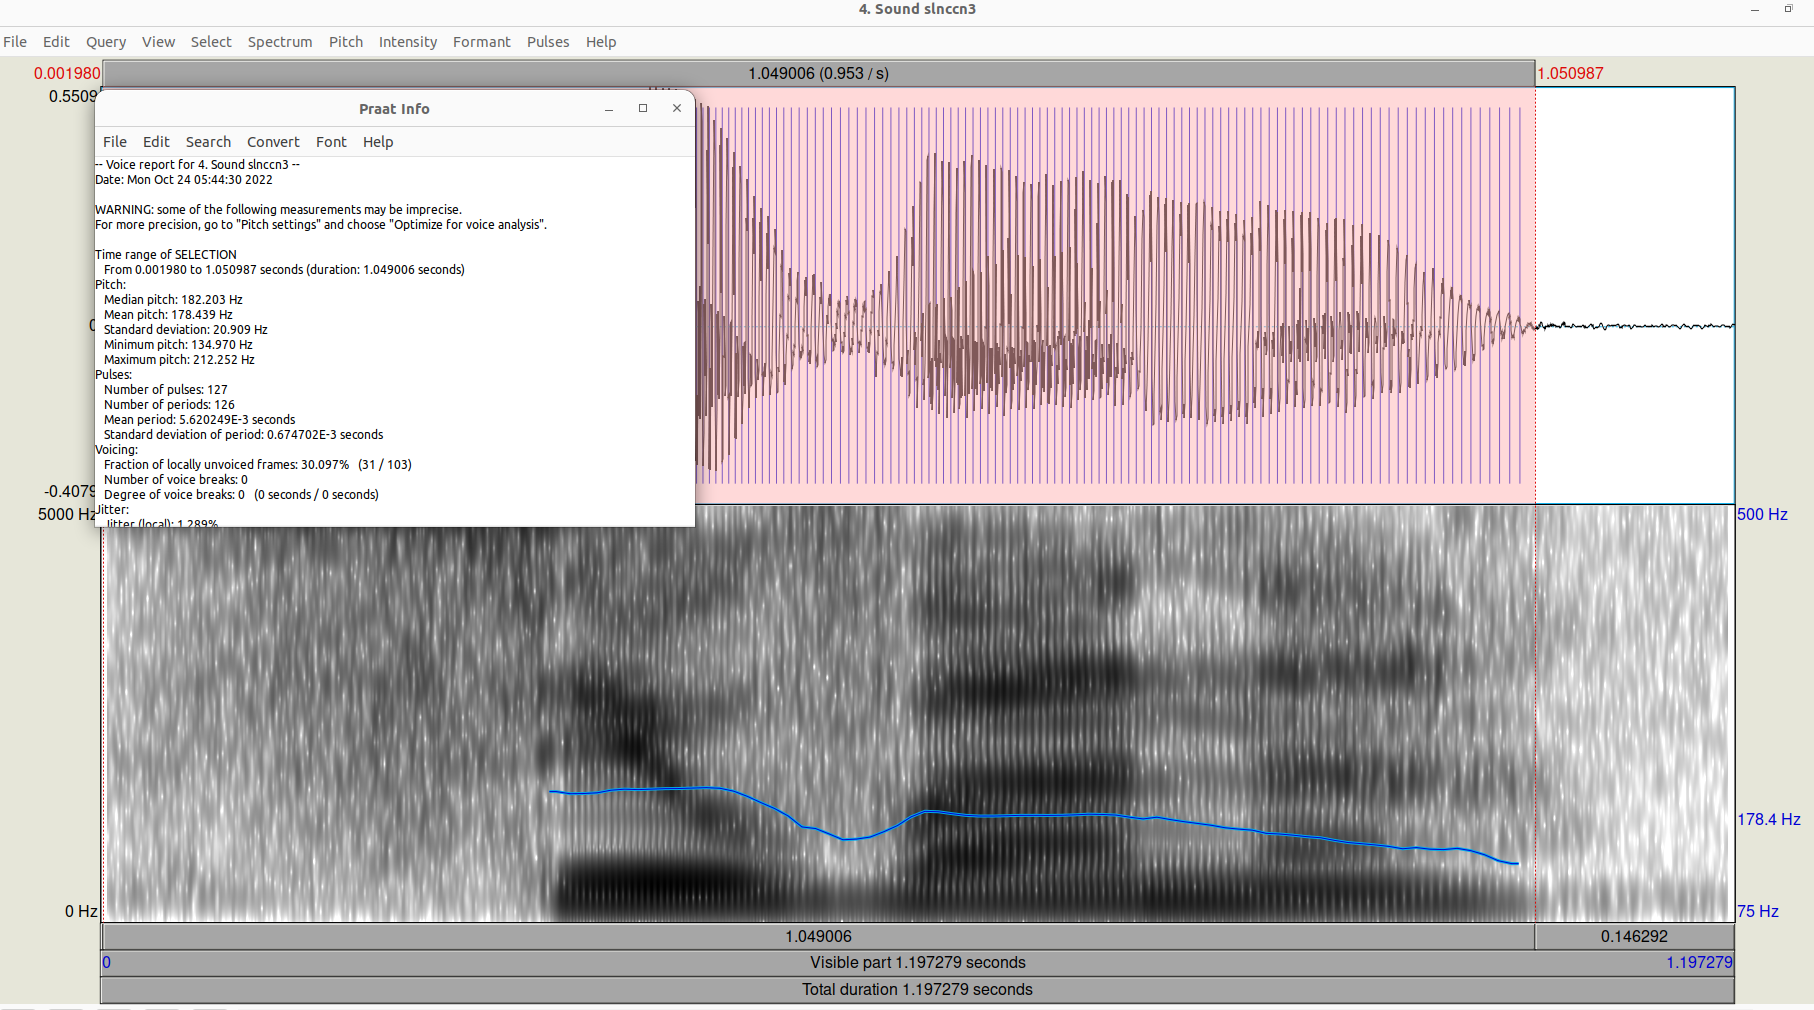 4. Sound slnccn3
File Edit Query View Select Spectrum Pitch Intensity Formant Pulses Help
0.001980 1.049006 (0.953 / s) 1.050987
0.5509
Praat Info
File Edit Search Convert Font Help
-- Voice report for 4. Sound slnccn3 --
Date: Mon Oct 24 05:44:30 2022
WARNING: some of the following measurements may be imprecise.
For more precision, go to "Pitch settings" and choose "Optimize for voice analysis".
Time range of SELECTION
From 0.001980 to 1.050987 seconds (duration: 1.049006 seconds)
Pitch:
Median pitch: 182.203 Hz
Mean pitch: 178.439 Hz
Standard deviation: 20.909 Hz
Minimum pitch: 134.970 Hz
Maximum pitch: 212.252 Hz
Pulses:
Number of pulses: 127
Number of periods: 126
Mean period: 5.620249E-3 seconds
Standard deviation of period: 0.674702E-3 seconds
Voicing:
Fraction of locally unvoiced frames: 30.097% (31 / 103)
Number of voice breaks: 0
Degree of voice breaks: 0 (0 seconds / 0 seconds)
Jitter:
Jitter (local): 1.289%
0
-0.4079
5000 Hz 500 Hz
178.4 Hz
0 Hz 75 Hz
1.049006 0.146292
0 Visible part 1.197279 seconds 1.197279
Total duration 1.197279 seconds